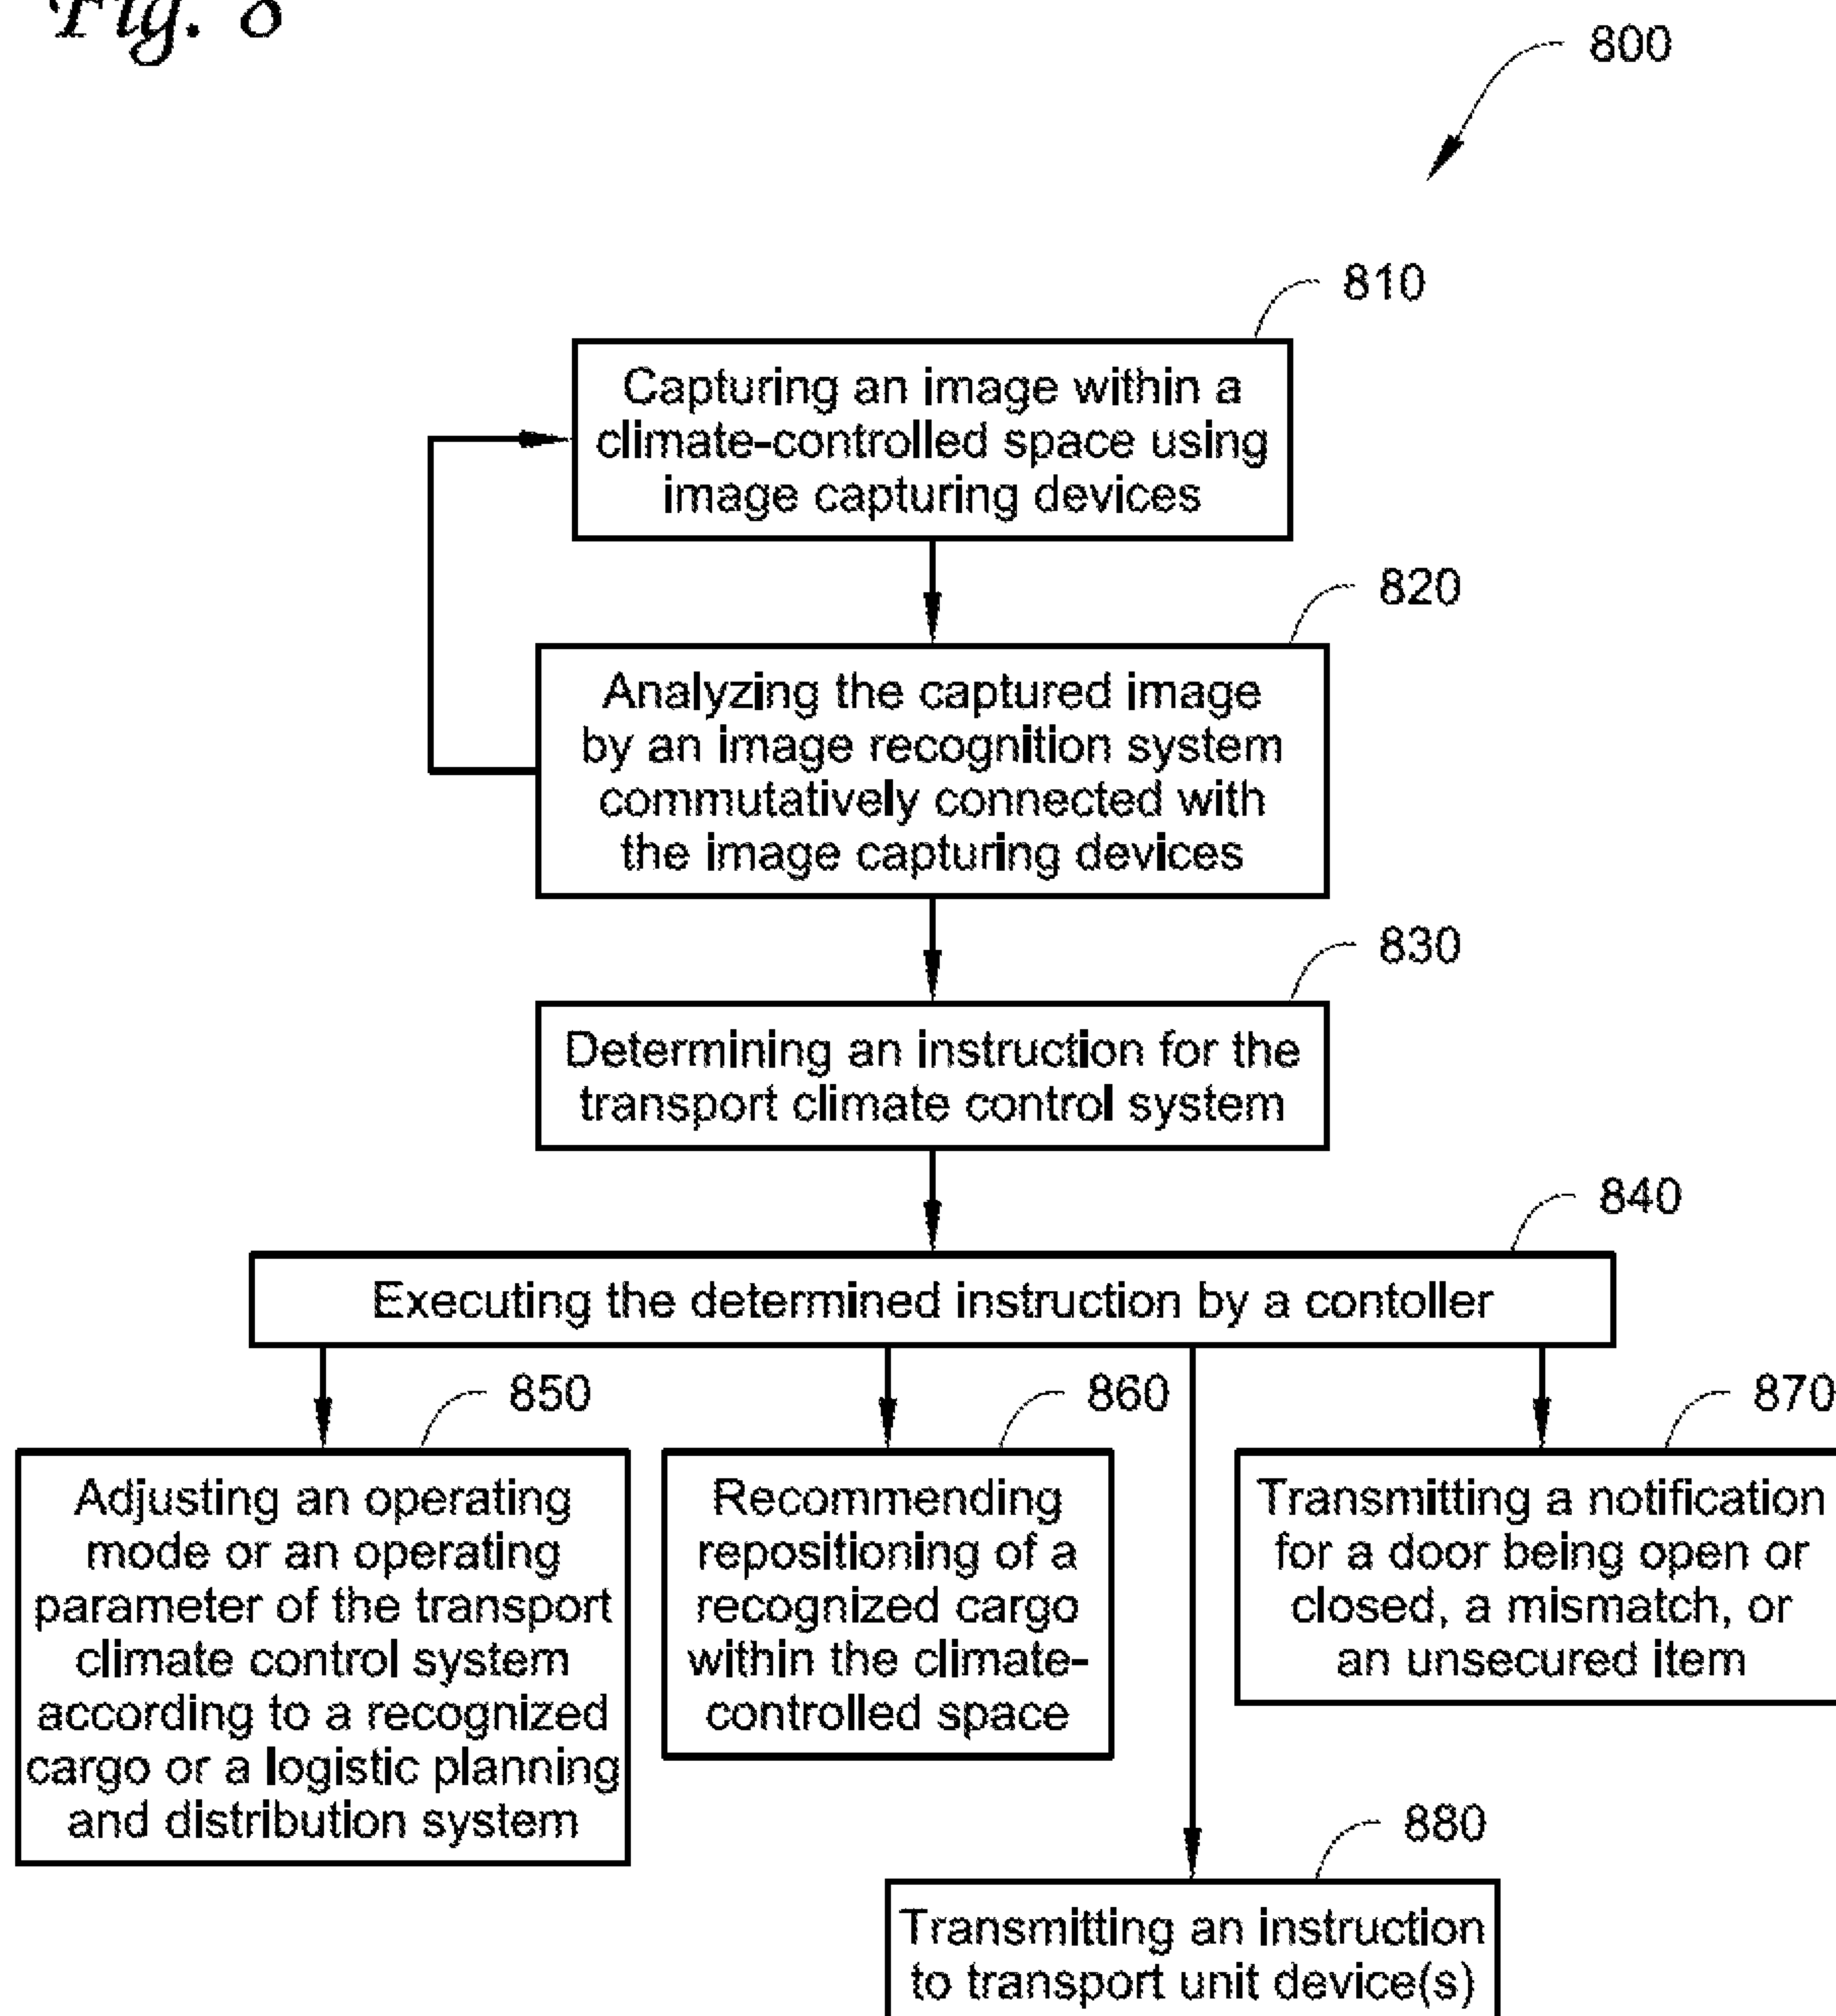 Fig. 8
800
810
Capturing an image within a
climate-controlled space using
image capturing devices
820
Analyzing the captured image
by an image recognition system
commutatively connected with
the image capturing devices
830
Determining an instruction for the
transport climate control system
840
Executing the determined instruction by a contoller
850
Adjusting an operating
mode or an operating
parameter of the transport
climate control system
according to a recognized
cargo or a logistic planning
and distribution system
860
Recommending
repositioning of a
recognized cargo
within the climate-
controlled space
870
Transmitting a notification
for a door being open or
closed, a mismatch, or
an unsecured item
880
Transmitting an instruction
to transport unit device(s)